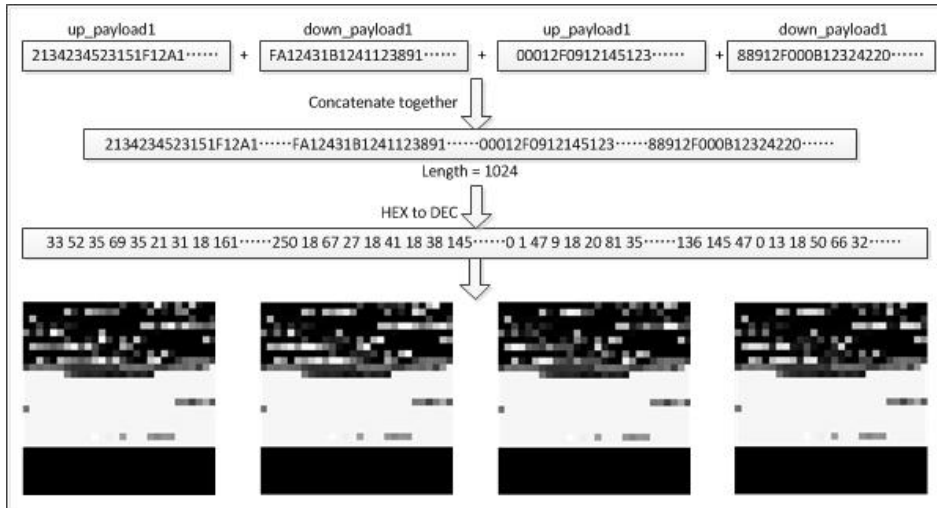 up_payload1 down_payload1 up_payload1 down_payload1
2134234523151F12A1······ + FA12431B1241123891······ + 00012F0912145123······ + 88912F000B12324220······
Concatenate together
2134234523151F12A1······FA12431B1241123891······00012F0912145123······88912F000B12324220······
Length = 1024
HEX to DEC
33 52 35 69 35 21 31 18 161······250 18 67 27 18 41 18 38 145······0 1 47 9 18 20 81 35······136 145 47 0 13 18 50 66 32······